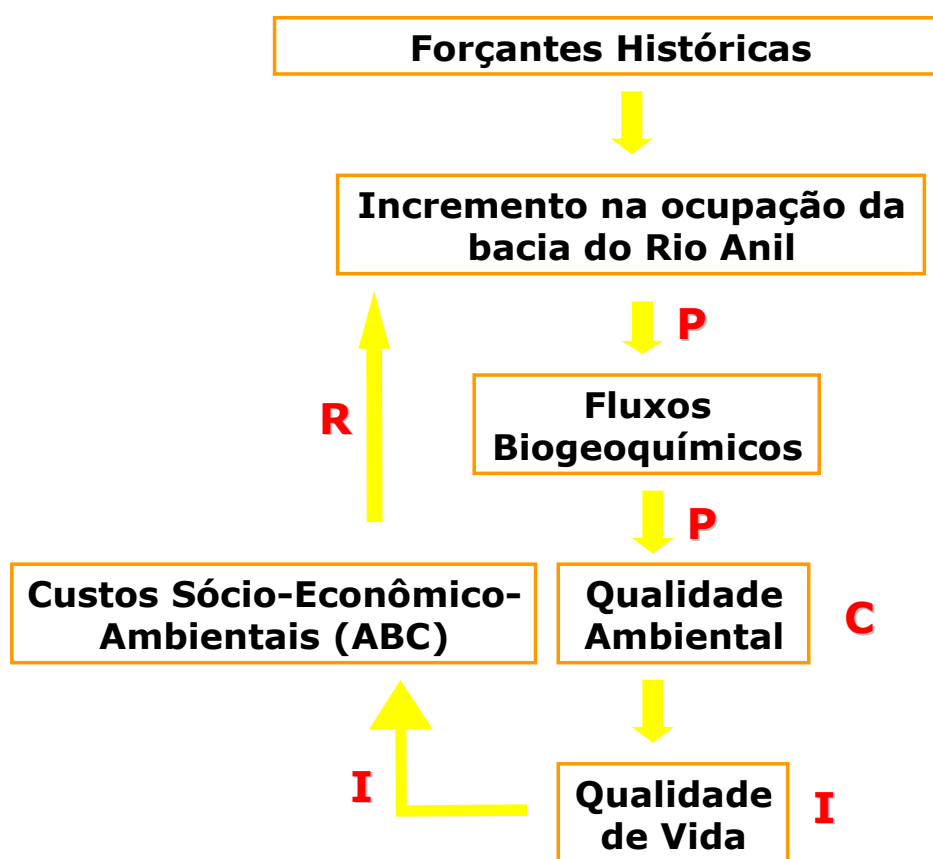 Forçantes Históricas
Incremento na ocupação da
bacia do Rio Anil
P
Fluxos
Biogeoquímicos
R
P
Custos Sócio-Econômico-
Ambientais (ABC)
Qualidade
Ambiental
C
I
Qualidade
de Vida
I